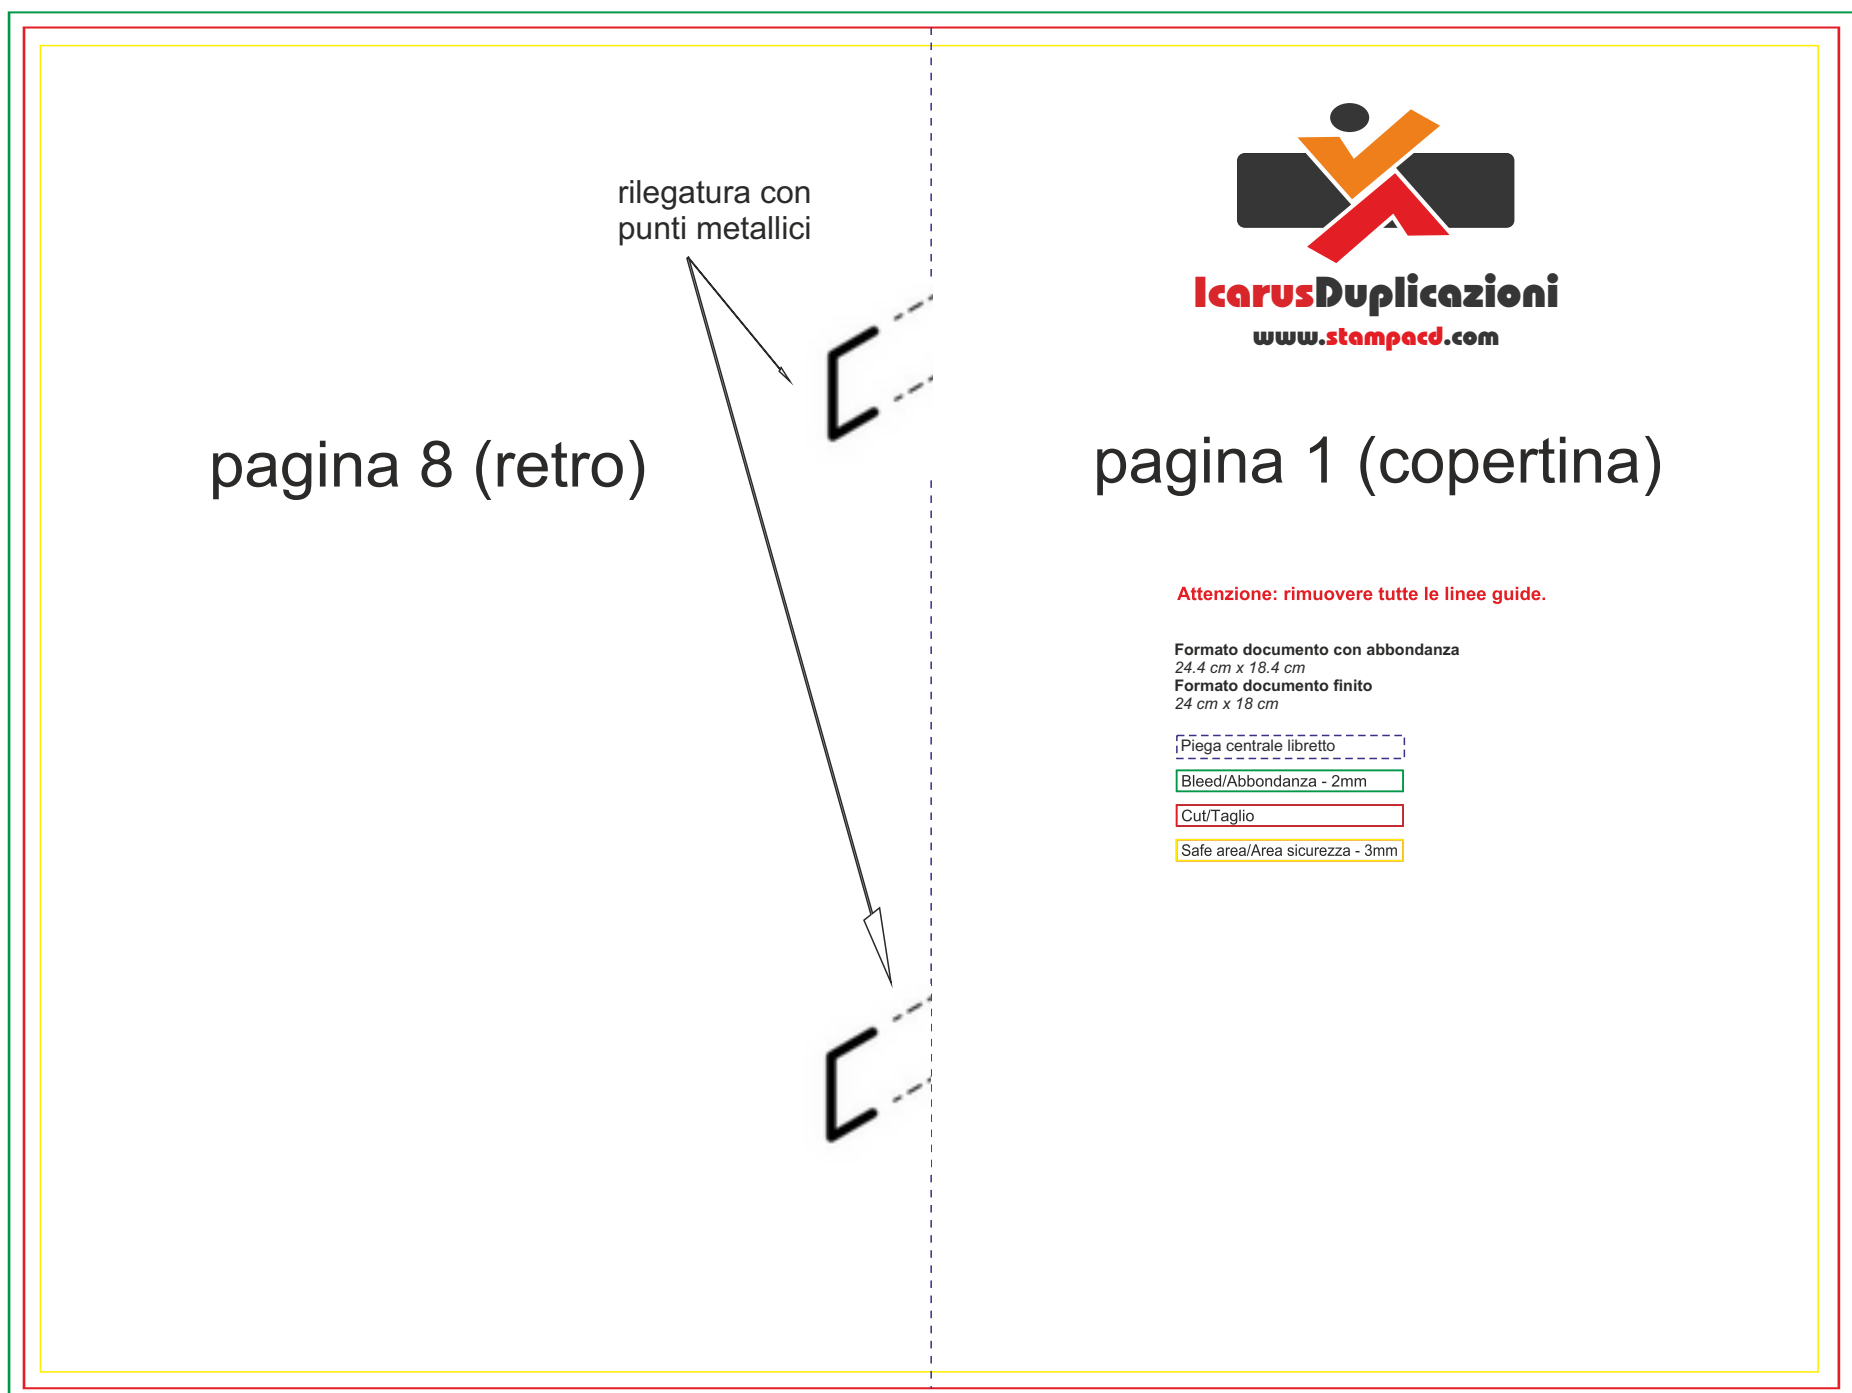 rilegatura con
punti metallici
pagina 8 (retro)
IcarusDuplicazioni
www.stampacd.com
pagina 1 (copertina)
Attenzione: rimuovere tutte le linee guide.
Formato documento con abbondanza
24.4 cm x 18.4 cm
Formato documento finito
24 cm x 18 cm
Piega centrale libretto
Bleed/Abbondanza - 2mm
Cut/Taglio
Safe area/Area sicurezza - 3mm